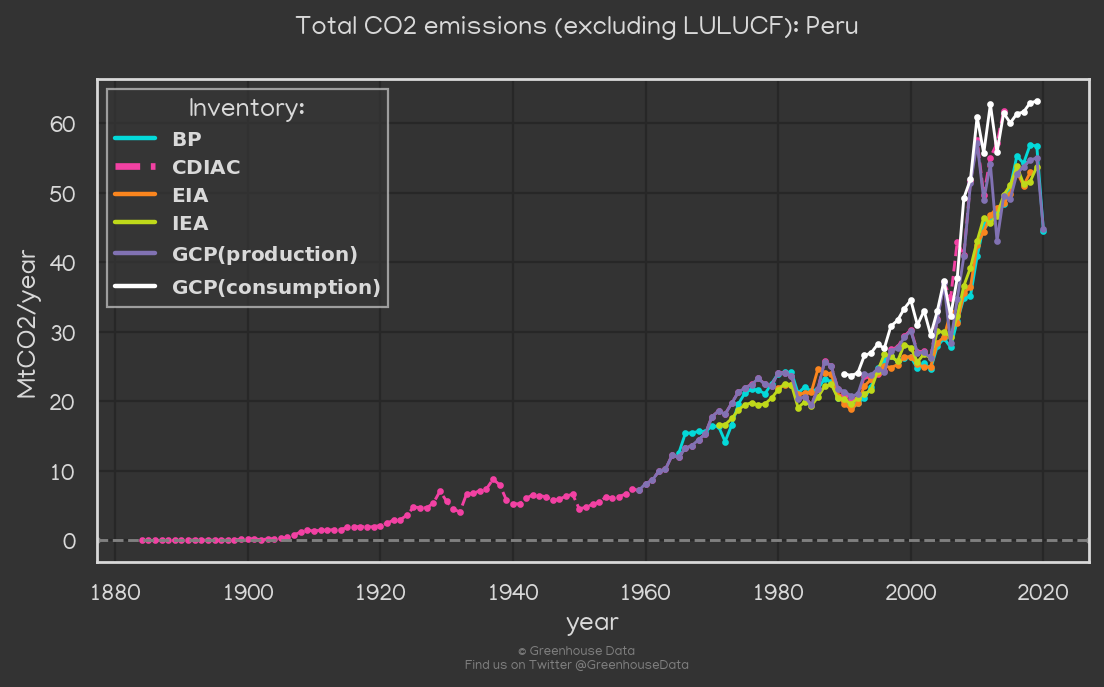 Total CO2 emissions (excluding LULUCF): Peru
Inventory:
BP
CDIAC
EIA
IEA
GCP(production)
GCP(consumption)
MtCO2/year
60
50
40
30
20
10
0
1880 1900 1920 1940 1960 1980 2000 2020
year
© Greenhouse Data
Find us on Twitter @GreenhouseData